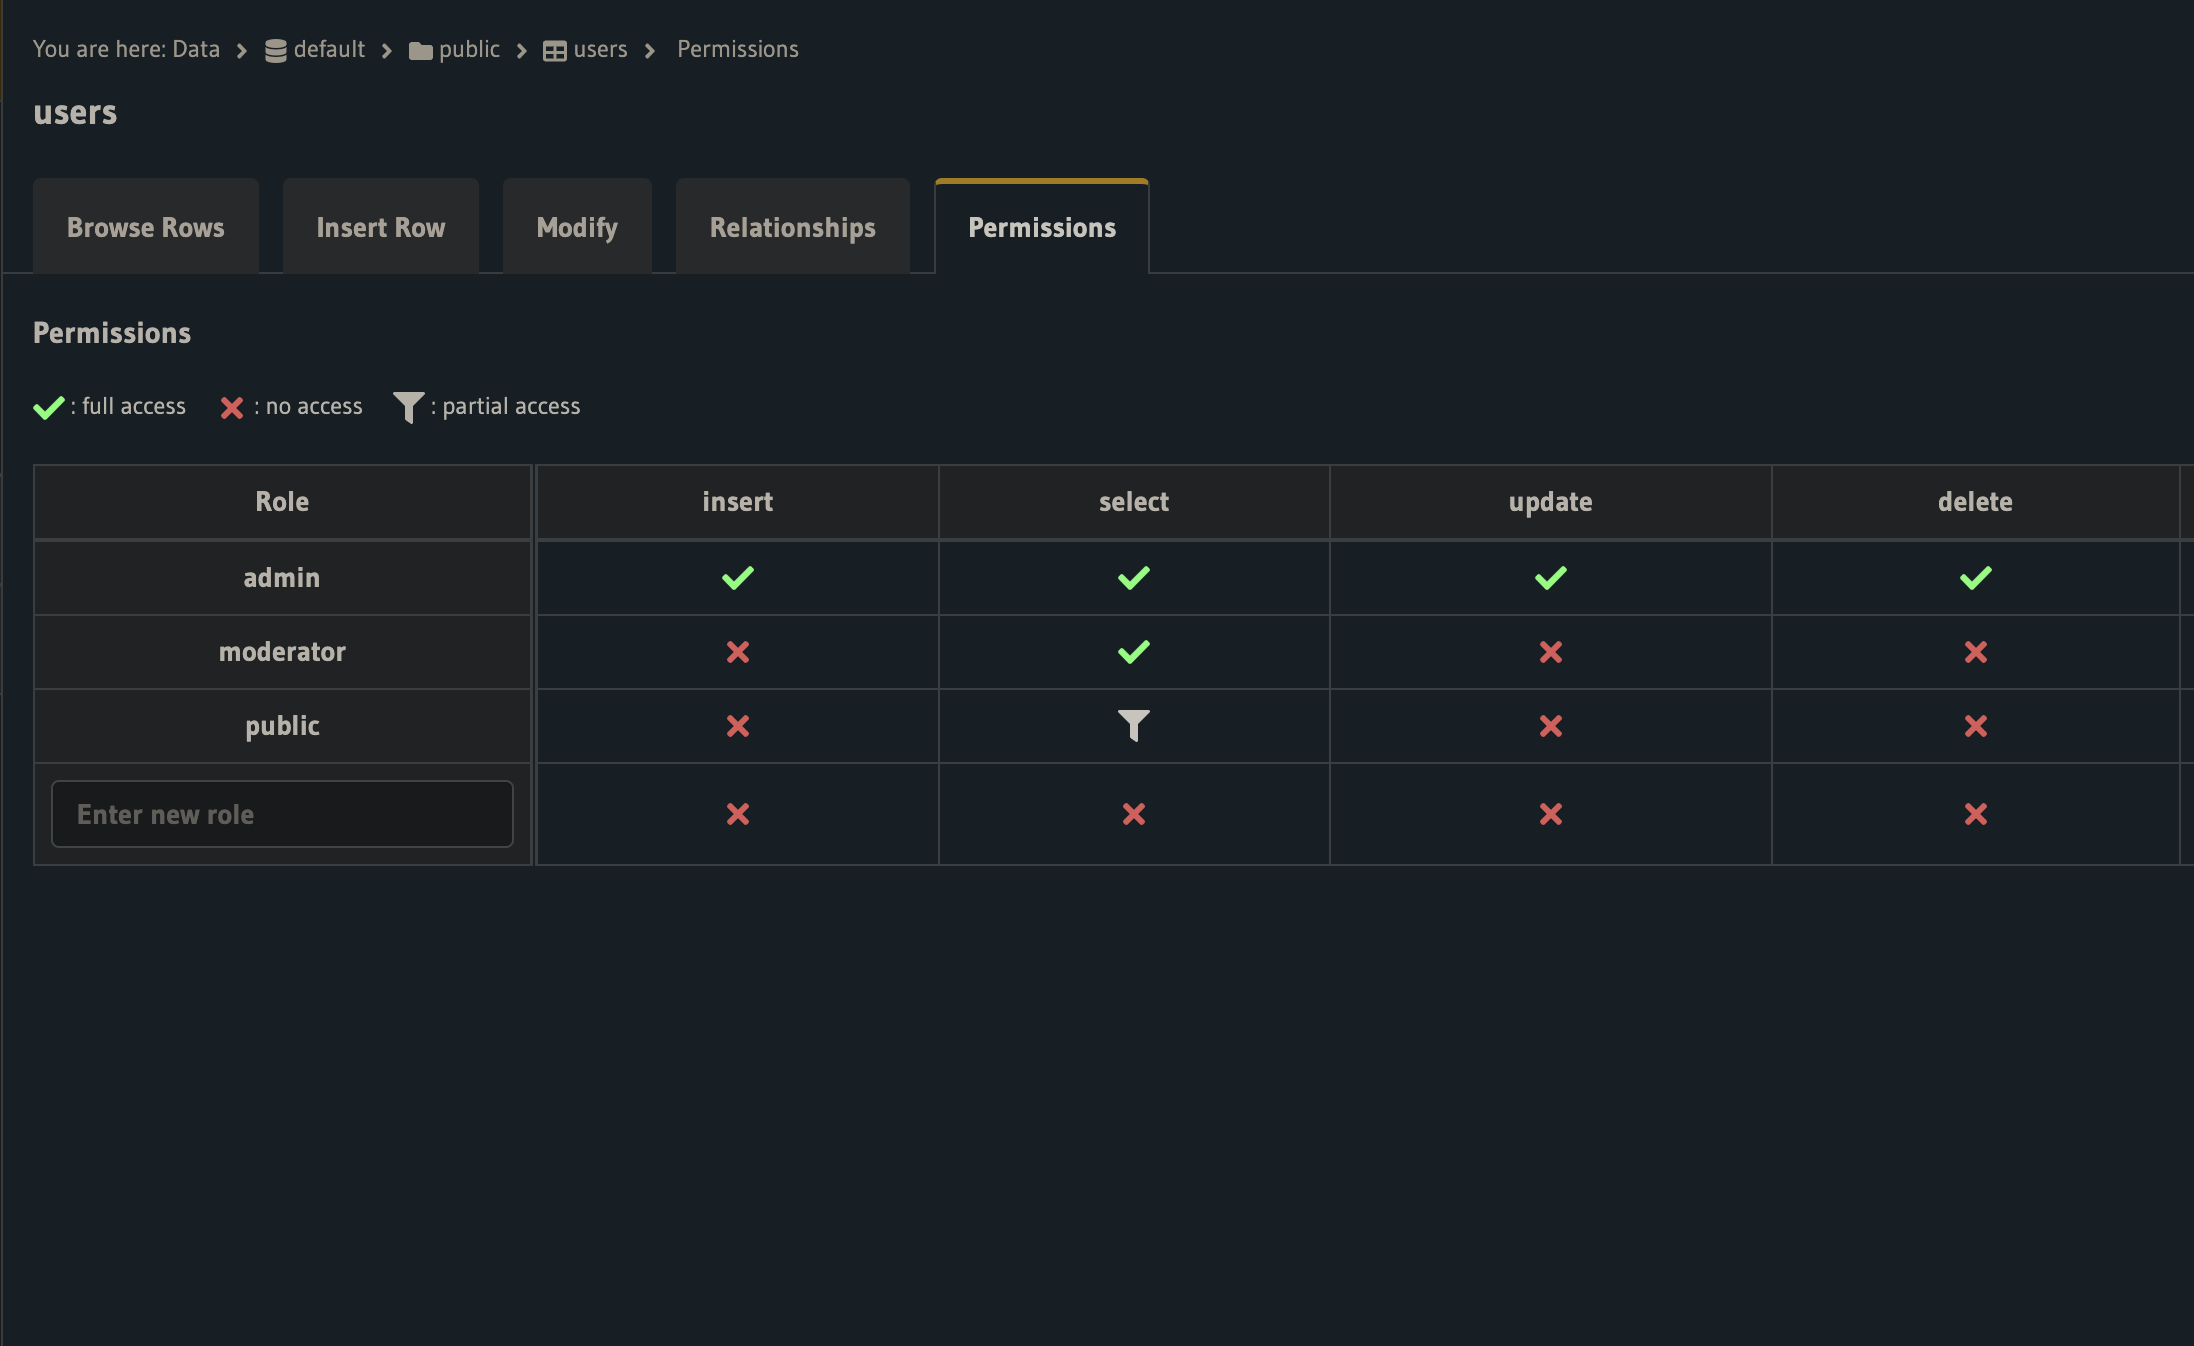 You are here: Data > default > public > users > Permissions
users
Browse Rows Insert Row Modify Relationships Permissions
Permissions
: full access : no access : partial access
Role insert select update delete
admin
moderator
public
Enter new role